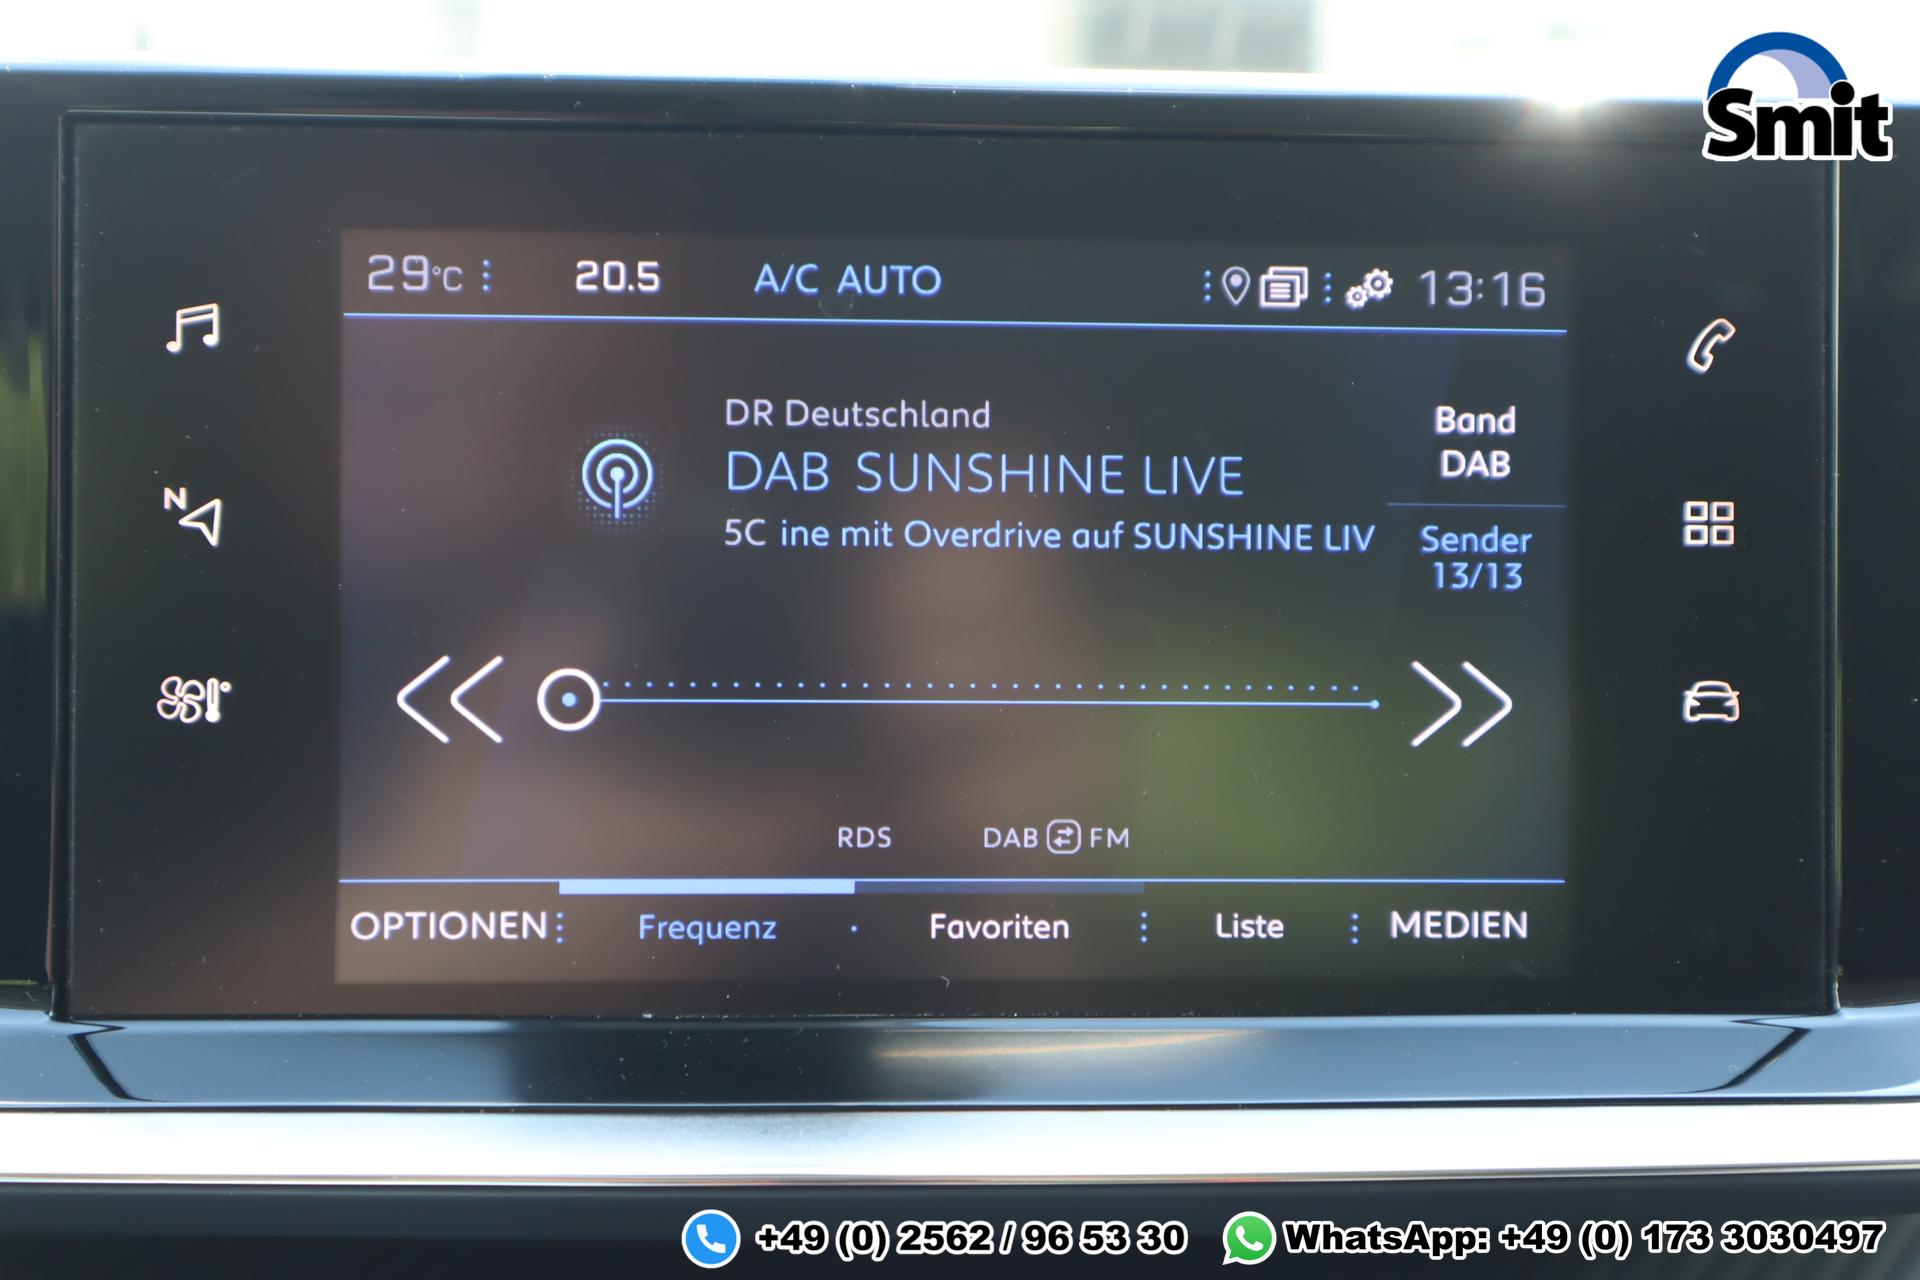 Smit
29°C 20.5 A/C AUTO 13:16
DR Deutschland
DAB SUNSHINE LIVE
5C ine mit Overdrive auf SUNSHINE LIV
Band
DAB
Sender
13/13
N
RDS DAB FM
OPTIONEN Frequenz Favoriten Liste MEDIEN
+49 (0) 2562 / 96 53 30 WhatsApp: +49 (0) 173 3030497